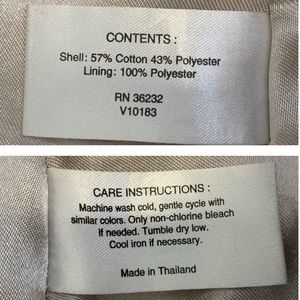 CONTENTS :
Shell: 57% Cotton 43% Polyester
Lining: 100% Polyester
RN 36232
V10183
CARE INSTRUCTIONS :
Machine wash cold, gentle cycle with
similar colors. Only non-chlorine bleach
If needed. Tumble dry low.
Cool iron if necessary.
Made in Thailand